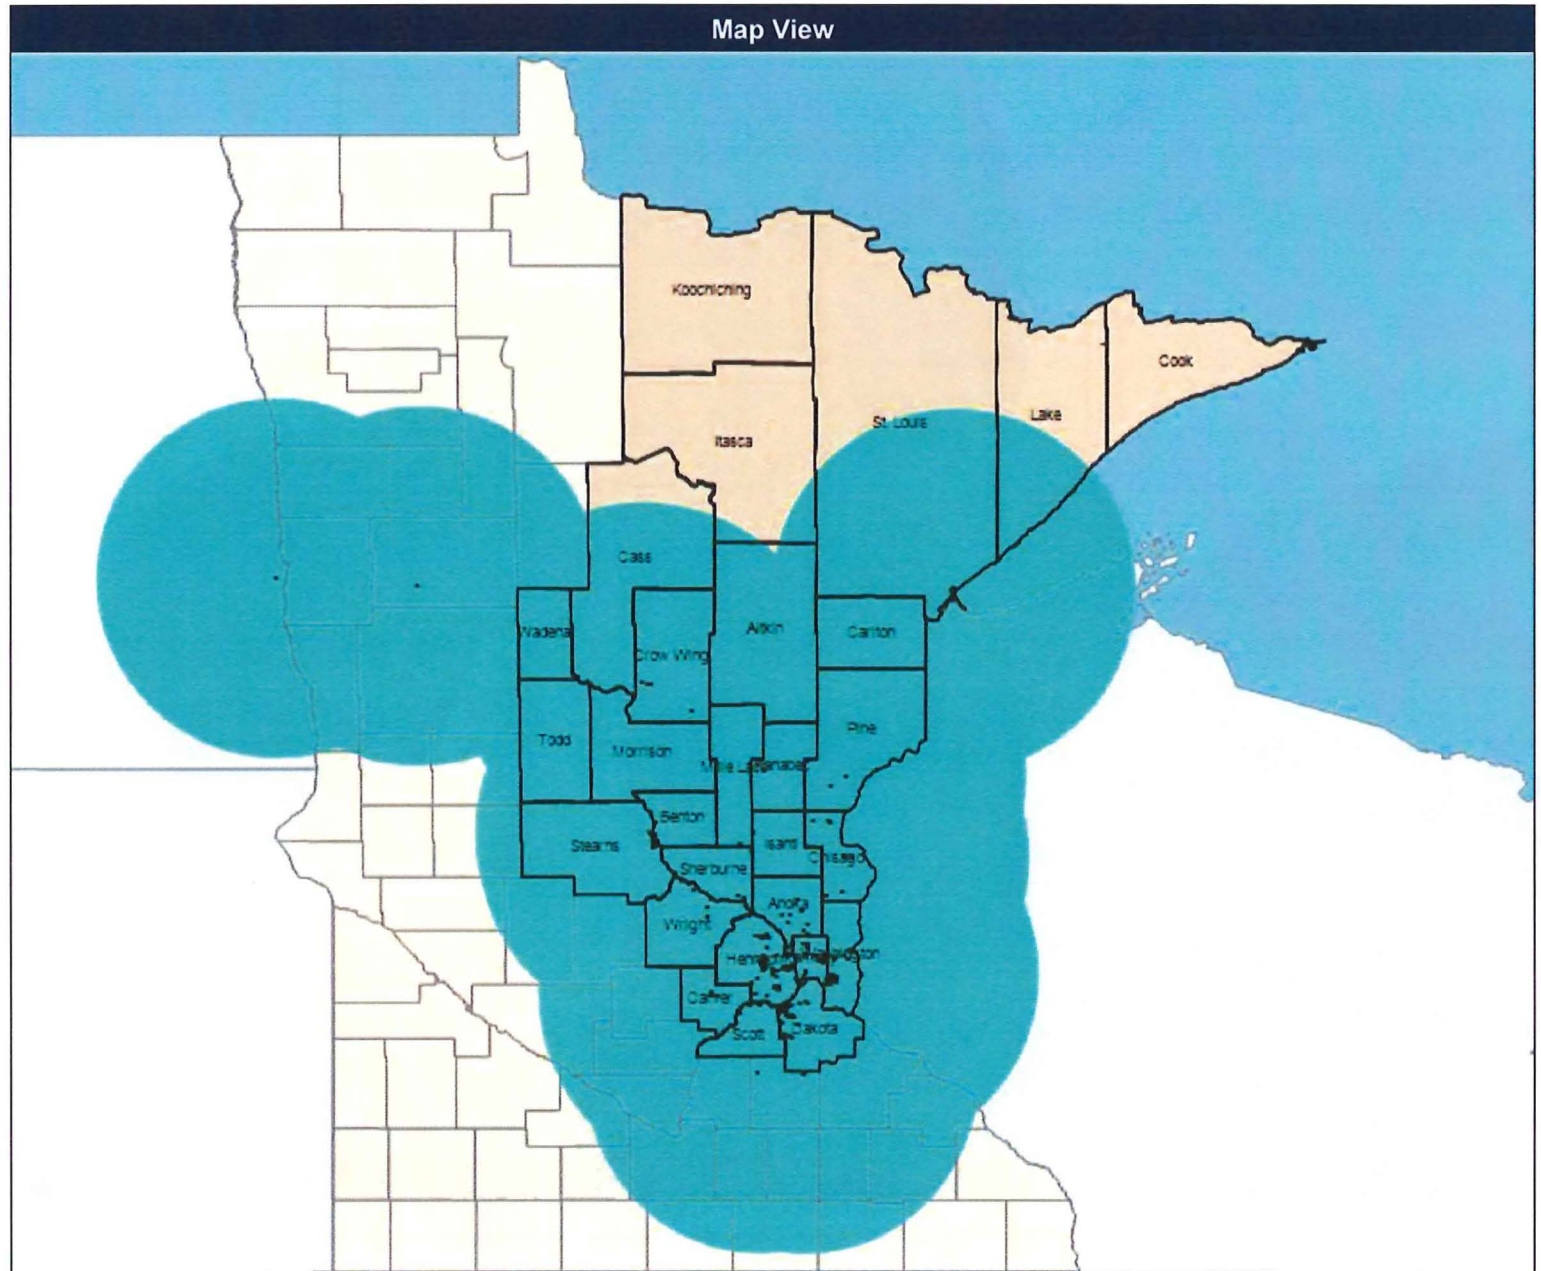 Map View
Koochiching
Cook
Lake
St. Louis
Itasca
Cass
Aitkin
Carlton
Wadena
Crow Wing
Pine
Todd
Morrison
Benton
Stearns
Isanti
Chisago
Sherburne
Anoka
Wright
Carver
Scott
Dakota